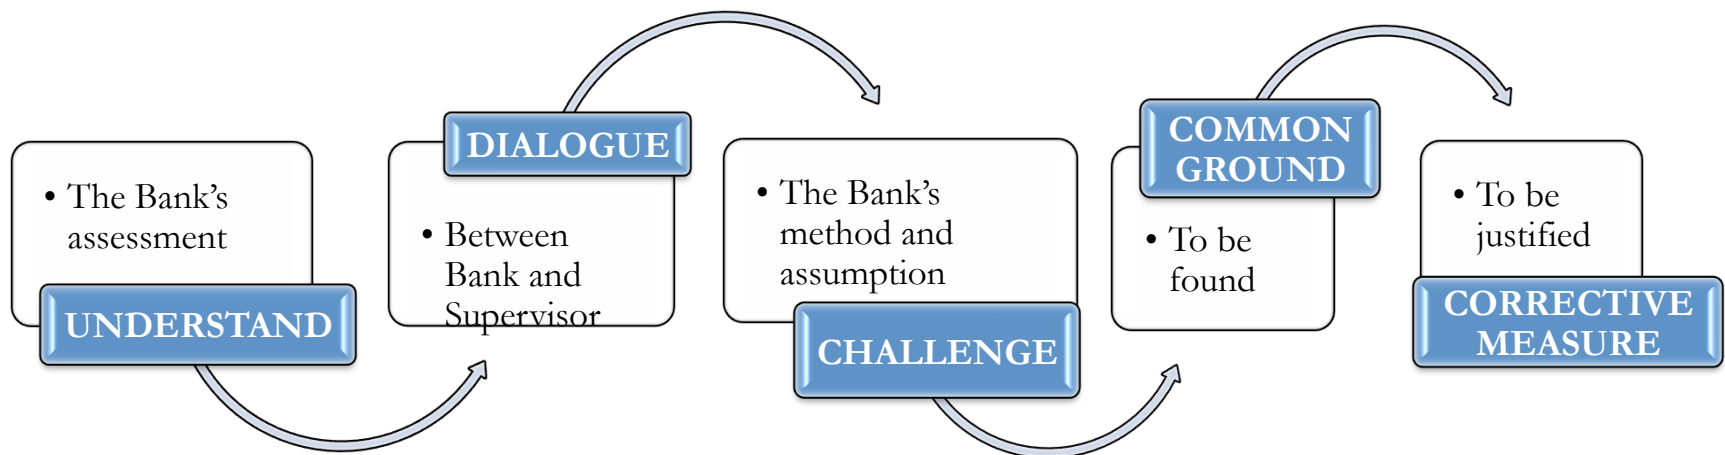 • The Bank's
assessment
UNDERSTAND
DIALOGUE
• Between
Bank and
Supervisor
• The Bank's
method and
assumption
CHALLENGE
COMMON
GROUND
• To be
found
• To be
justified
CORRECTIVE
MEASURE